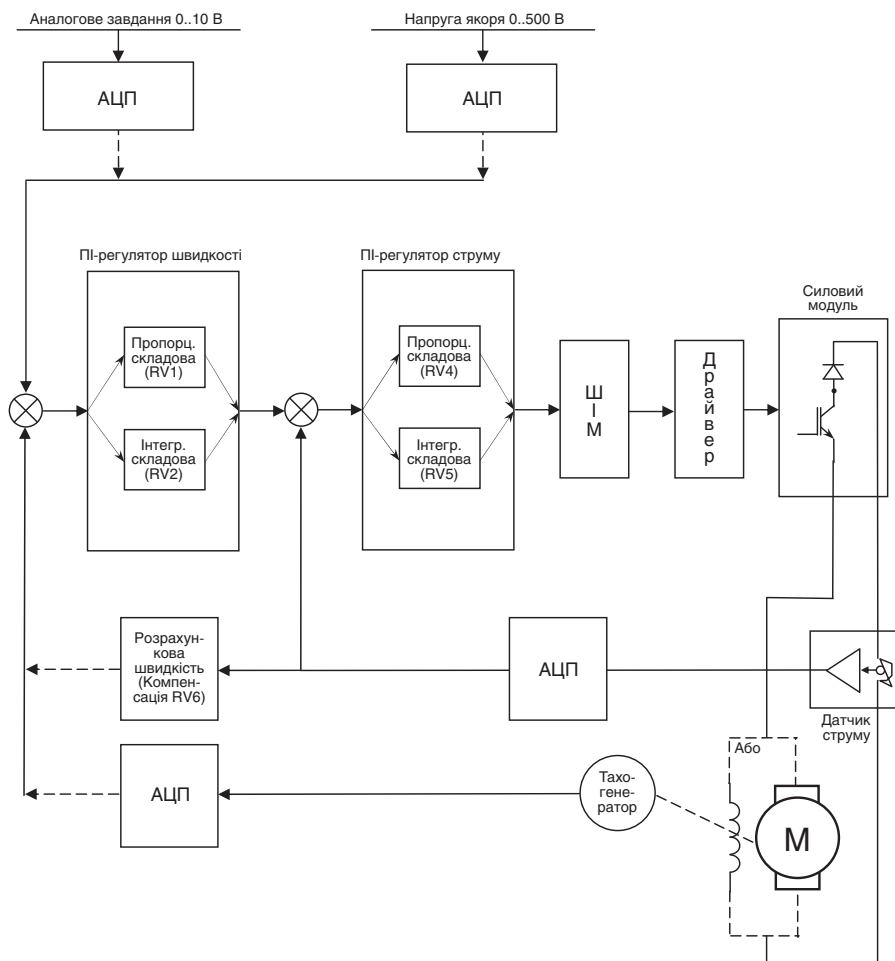 Аналогове завдання 0..10 В
Напруга якоря 0..500 В
АЦП
АЦП
ПІ-регулятор швидкості
ПІ-регулятор струму
Силовий
модуль
Пропорц.
складова
(RV1)
Інтегр.
складова
(RV2)
Пропорц.
складова
(RV4)
Інтегр.
складова
(RV5)
ШІМ
Драйвер
Розрахун-
кова
швидкість
(Компен-
сація RV6)
АЦП
Датчик
струму
АЦП
Тахо-
гене-
ратор
Або
М